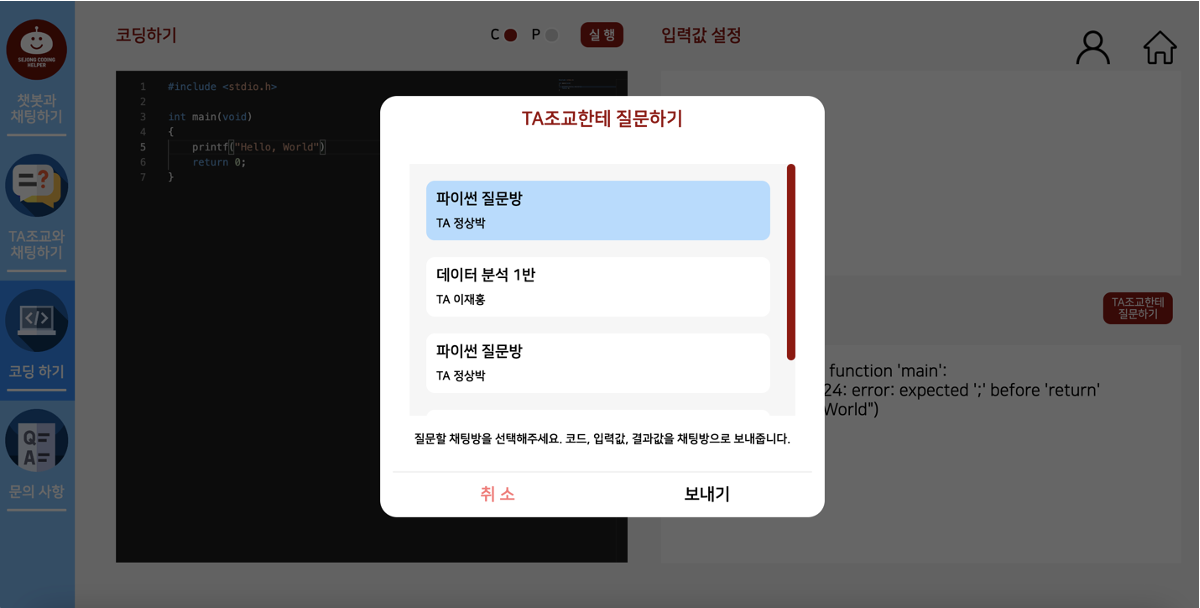 SEJONG CODING
HELPER
챗봇과
채팅하기
?
TA조교와
채팅하기
</>
코딩 하기
Q
A
문의 사항
코딩하기
C
P
실 행
입력값 설정
1 #include <stdio.h>
2
3 int main(void)
4 {
5 printf("Hello, World")
6 return 0;
7 }
TA조교한테
질문하기
function 'main':
24: error: expected ';' before 'return'
World")
TA조교한테 질문하기
파이썬 질문방
TA 정상박
데이터 분석 1반
TA 이재홍
파이썬 질문방
TA 정상박
질문할 채팅방을 선택해주세요. 코드, 입력값, 결과값을 채팅방으로 보내줍니다.
취 소
보내기